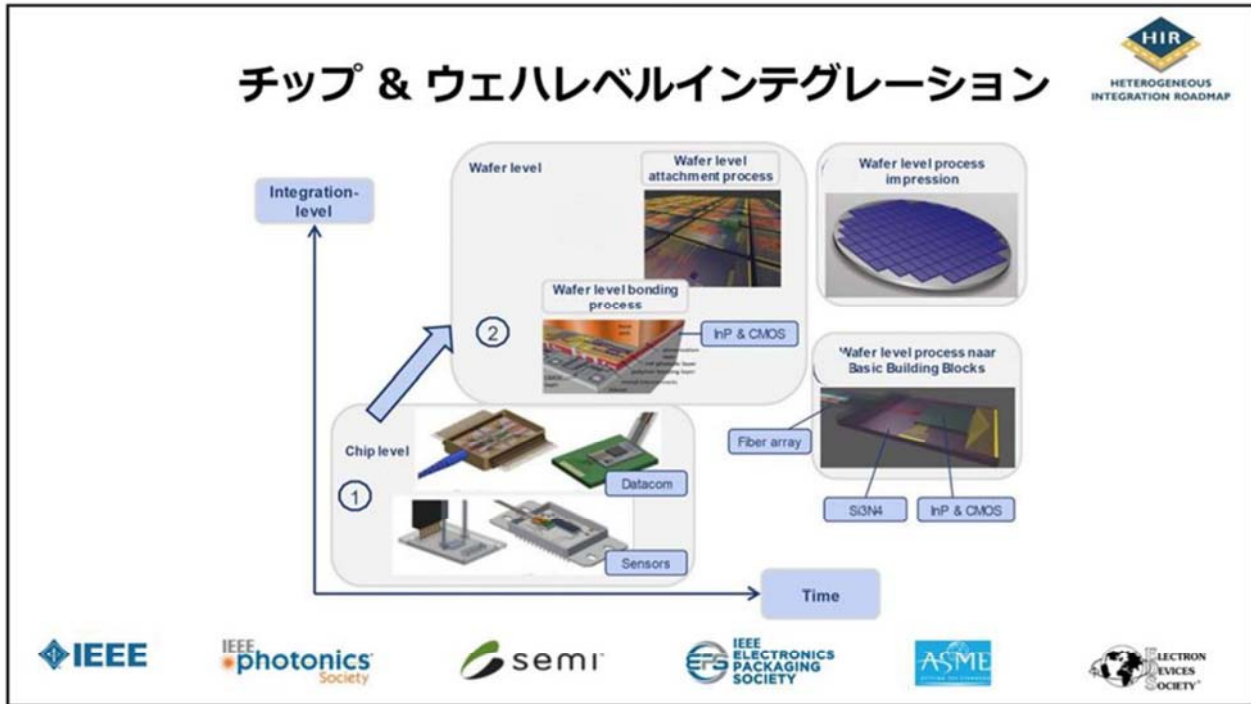 HIR
HETEROGENEOUS
INTEGRATION ROADMAP
チップ & ウェハレベルインテグレーション
Integration-
level
Wafer level
Wafer level
attachment process
Wafer level bonding
process
InP & CMOS
2
Wafer level process
impression
Wafer level process naar
Basic Building Blocks
Fiber array
Si3N4
InP & CMOS
Chip level
1
Datacom
Sensors
Time
IEEE
IEEE
photonics
Society
semi
EPS
IEEE
ELECTRONICS
PACKAGING
SOCIETY
ASME
ELECTRON
DEVICES
SOCIETY